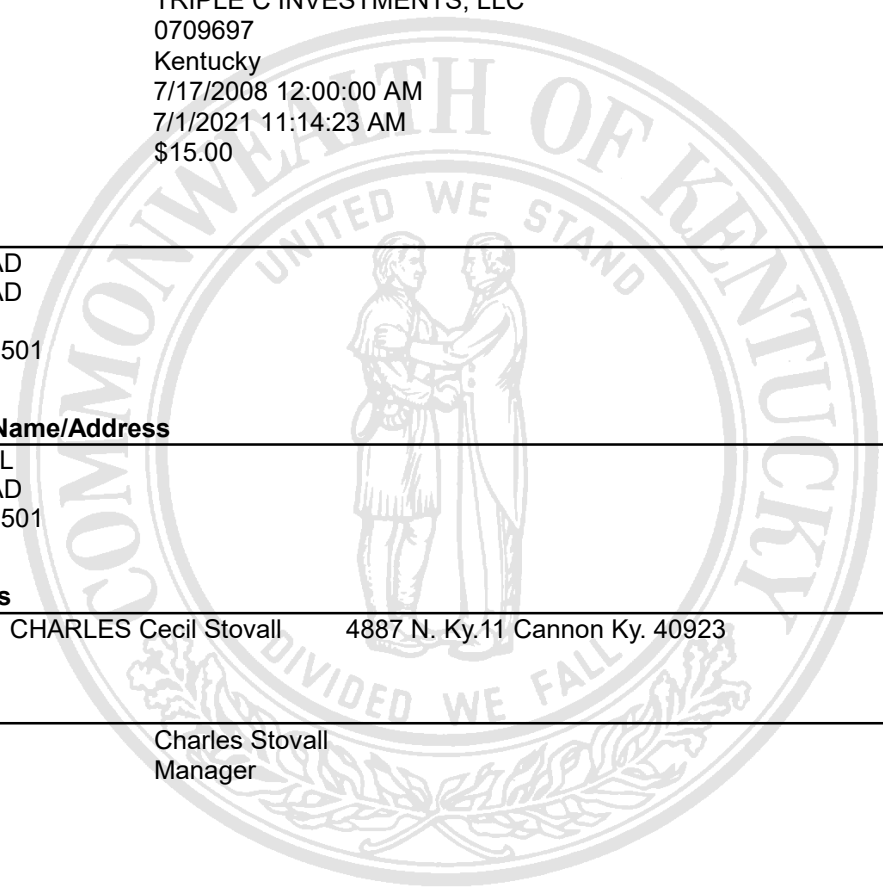 TRIPLE C INVESTMENTS, LLC
0709697
Kentucky
7/17/2008 12:00:00 AM
7/1/2021 11:14:23 AM
$15.00
AD
AD
501
Name/Address
L
AD
501
s
CHARLES Cecil Stovall 4887 N. Ky.11 Cannon Ky. 40923
Charles Stovall
Manager
COMMONWEALTH OF KENTUCKY
UNITED WE STAND
DIVIDED WE FALL